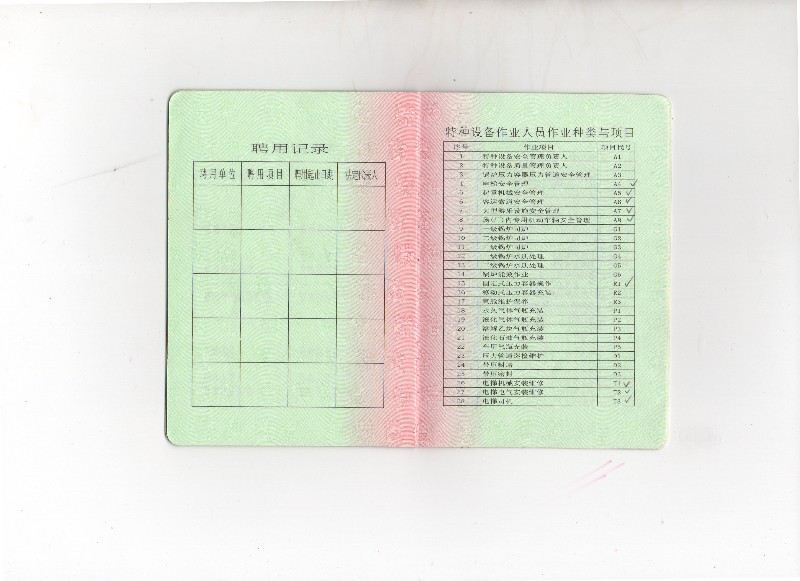 聘用记录
聘用单位 聘用项目 聘用起止日期 法定代表人
特种设备作业人员作业种类与项目
序号 作业项目 项目代号
1 特种设备安全管理负责人 A1
2 特种设备质量管理负责人 A2
3 锅炉压力容器压力管道安全管理 A3
4 电梯安全管理 A4 ✓
5 起重机械安全管理 A5 ✓
6 客运索道安全管理 A6 ✓
7 大型游乐设施安全管理 A7 ✓
8 场(厂)内专用机动车辆安全管理 A8 ✓
9 一级锅炉司炉 G1
10 二级锅炉司炉 G2
11 三级锅炉司炉 G3
12 一级锅炉水质处理 G4
13 二级锅炉水质处理 G5
14 锅炉能效作业 G6
15 固定式压力容器操作 R1 ✓
16 移动式压力容器充装 R2
17 氧舱维护保养 R3
18 永久气体气瓶充装 P1
19 液化气体气瓶充装 P2
20 溶解乙炔气瓶充装 P3
21 液化石油气瓶充装 P4
22 车用气瓶充装 P5
23 压力管道巡检维护 D1
24 带压封堵 D2
25 带压密封 D3
26 电梯机械安装维修 T1 ✓
27 电梯电气安装维修 T2 ✓
28 电梯司机 T3 ✓